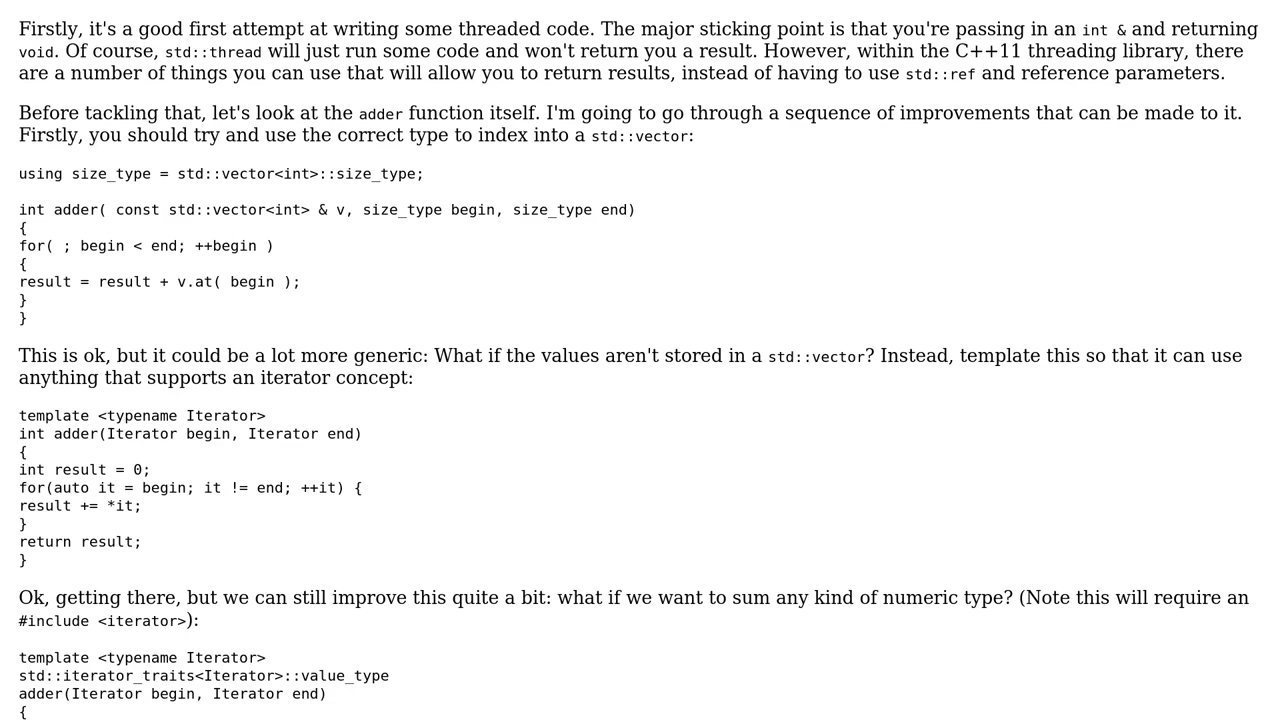 Firstly, it's a good first attempt at writing some threaded code. The major sticking point is that you're passing in an int & and returning
void. Of course, std::thread will just run some code and won't return you a result. However, within the C++11 threading library, there
are a number of things you can use that will allow you to return results, instead of having to use std::ref and reference parameters.
Before tackling that, let's look at the adder function itself. I'm going to go through a sequence of improvements that can be made to it.
Firstly, you should try and use the correct type to index into a std::vector:
using size_type = std::vector<int>::size_type;
int adder( const std::vector<int> & v, size_type begin, size_type end)
{
for( ; begin < end; ++begin )
{
result = result + v.at( begin );
}
}
This is ok, but it could be a lot more generic: What if the values aren't stored in a std::vector? Instead, template this so that it can use
anything that supports an iterator concept:
template <typename Iterator>
int adder(Iterator begin, Iterator end)
{
int result = 0;
for(auto it = begin; it != end; ++it) {
result += *it;
}
return result;
}
Ok, getting there, but we can still improve this quite a bit: what if we want to sum any kind of numeric type? (Note this will require an
#include <iterator>):
template <typename Iterator>
std::iterator_traits<Iterator>::value_type
adder(Iterator begin, Iterator end)
{